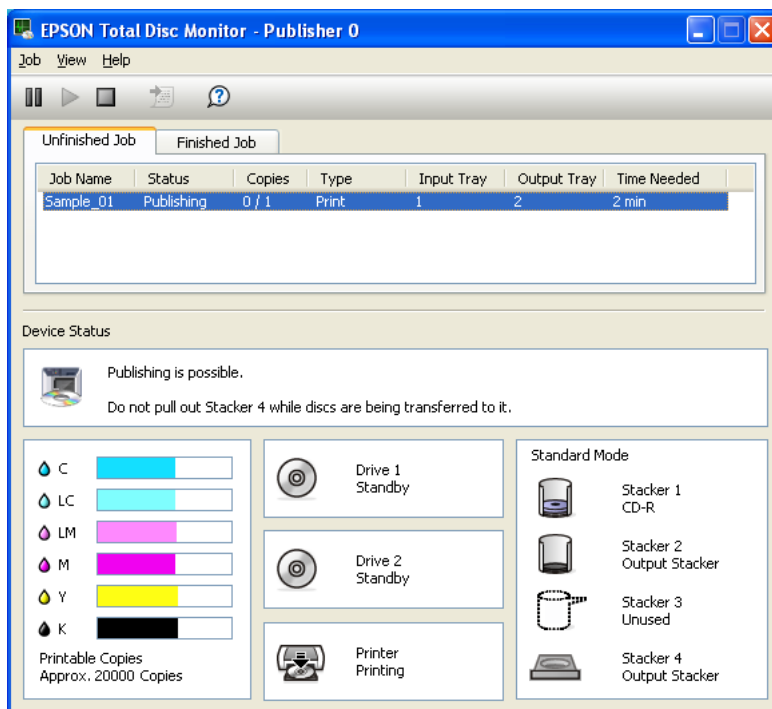 EPSON Total Disc Monitor - Publisher 0
Job View Help
Unfinished Job Finished Job
Job Name Status Copies Type Input Tray Output Tray Time Needed
Sample_01 Publishing 0 / 1 Print 1 2 2 min
Device Status
Publishing is possible.
Do not pull out Stacker 4 while discs are being transferred to it.
C
LC
LM
M
Y
K
Printable Copies
Approx. 20000 Copies
Drive 1
Standby
Drive 2
Standby
Printer
Printing
Standard Mode
Stacker 1
CD-R
Stacker 2
Output Stacker
Stacker 3
Unused
Stacker 4
Output Stacker